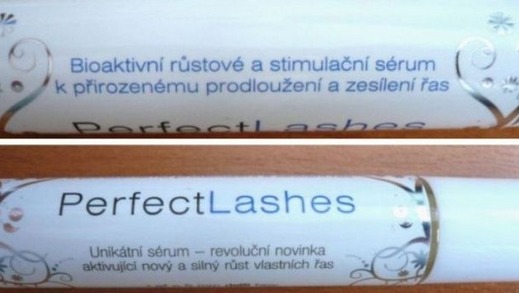 Bioaktivní růstové a stimulační sérum
k přirozenému prodloužení a zesílení řas
PerfectLashes
PerfectLashes
Unikátní sérum – revoluční novinka
aktivující nový a silný růst vlastních řas